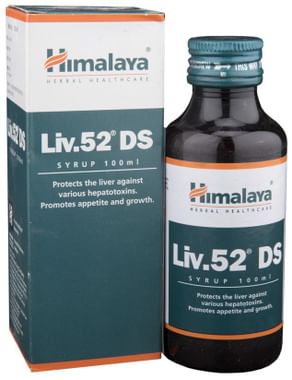 Himalaya
HERBAL HEALTHCARE
Liv.52® DS
SYRUP 100ml
Protects the liver against
various hepatotoxins.
Promotes appetite and growth.
Himalaya
HERBAL HEALTHCARE
Liv.52® DS
SYRUP 100ml
Protects the liver against
various hepatotoxins.
Promotes appetite and growth.